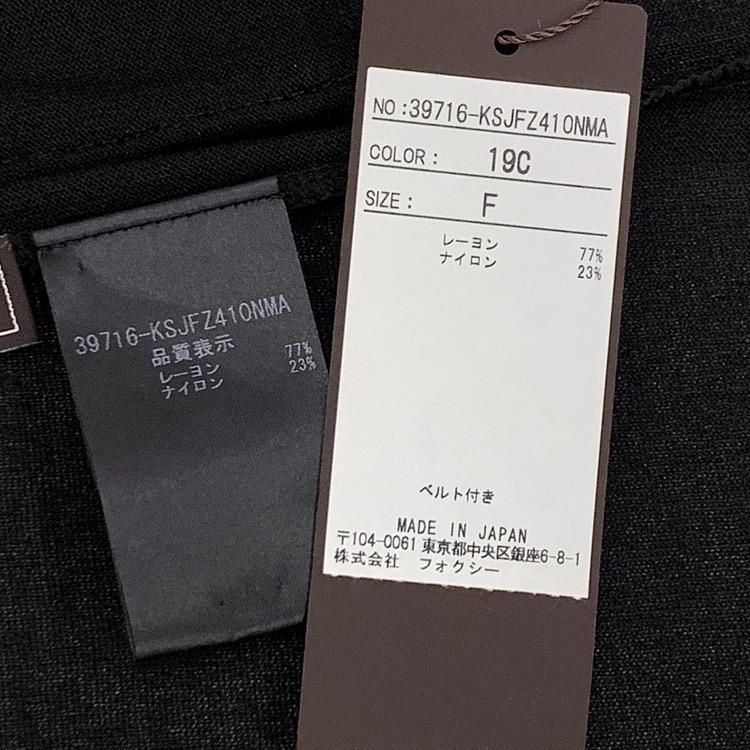 NO:39716-KSJFZ410NMA
COLOR: 19C
SIZE: F
レーヨン 77%
ナイロン 23%
ベルト付き
MADE IN JAPAN
〒104-0061 東京都中央区銀座6-8-1
株式会社 フォクシー
39716-KSJFZ410NMA
品質表示
レーヨン 77%
ナイロン 23%